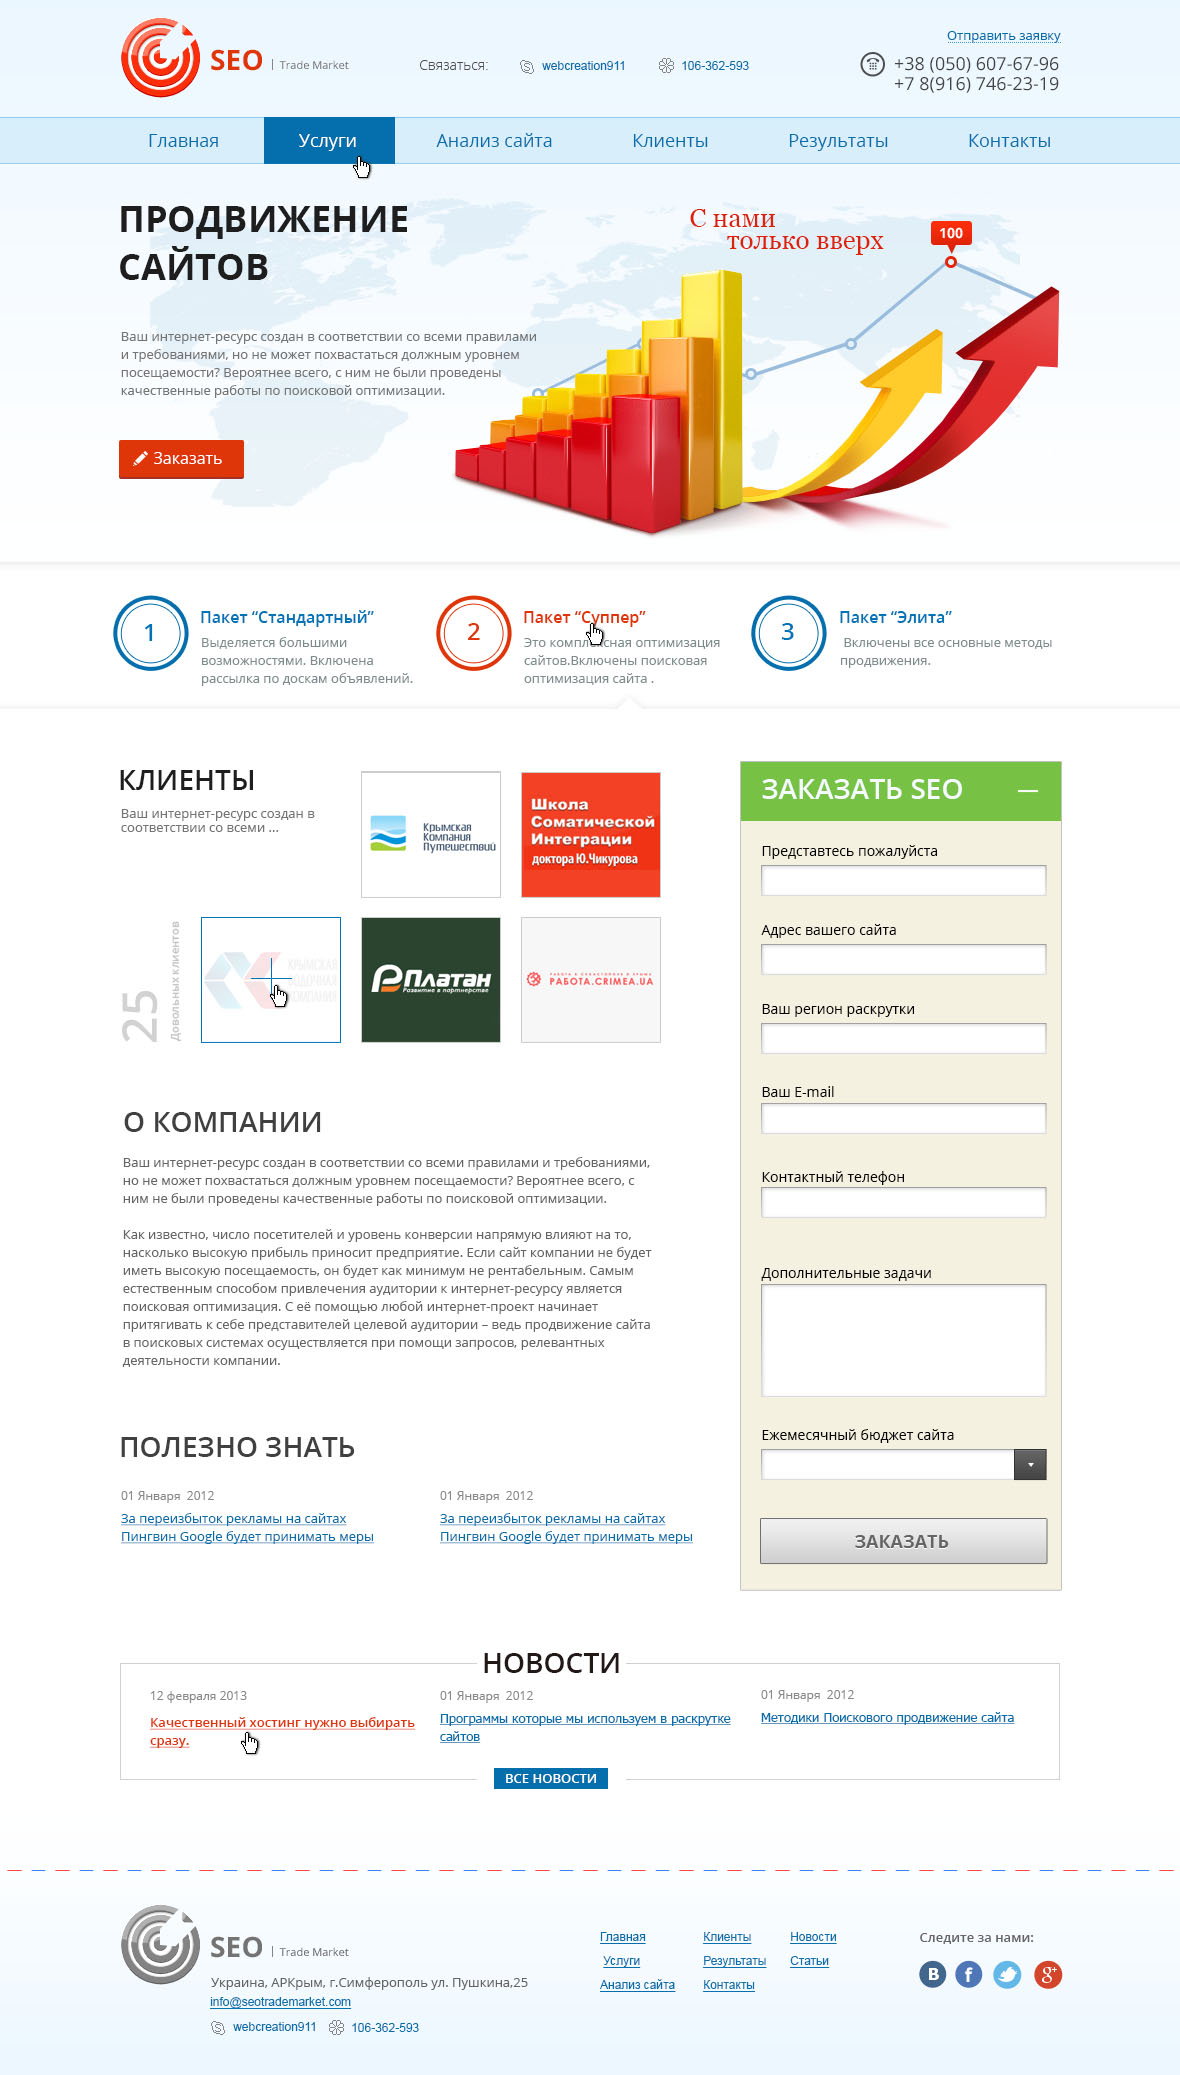 SEO | Trade Market
Связаться:
webcreation911
106-362-593
Отправить заявку
+38 (050) 607-67-96
+7 8(916) 746-23-19
Главная
Услуги
Анализ сайта
Клиенты
Результаты
Контакты
ПРОДВИЖЕНИЕ
САЙТОВ
С нами
только вверх
100
Ваш интернет-ресурс создан в соответствии со всеми правилами
и требованиями, но не может похвастаться должным уровнем
посещаемости? Вероятнее всего, с ним не были проведены
качественные работы по поисковой оптимизации.
Заказать
1
Пакет “Стандартный”
Выделяется большими
возможностями. Включена
рассылка по доскам объявлений.
2
Пакет “Суппер”
Это комплексная оптимизация
сайтов.Включены поисковая
оптимизация сайта .
3
Пакет “Элита”
Включены все основные методы
продвижения.
КЛИЕНТЫ
Ваш интернет-ресурс создан в
соответствии со всеми ...
Крымская
Компания
Путешествий
Школа
Соматической
Интеграции
доктора Ю.Чикурова
25
Довольных клиентов
КРЫМСКАЯ
ВОДОЧНАЯ
КОМПАНИЯ
Платан
Развитие в партнерстве
РАБОТА.CRIMEA.UA
О КОМПАНИИ
Ваш интернет-ресурс создан в соответствии со всеми правилами и требованиями,
но не может похвастаться должным уровнем посещаемости? Вероятнее всего, с
ним не были проведены качественные работы по поисковой оптимизации.
Как известно, число посетителей и уровень конверсии напрямую влияют на то,
насколько высокую прибыль приносит предприятие. Если сайт компании не будет
иметь высокую посещаемость, он будет как минимум не рентабельным. Самым
естественным способом привлечения аудитории к интернет-ресурсу является
поисковая оптимизация. С её помощью любой интернет-проект начинает
притягивать к себе представителей целевой аудитории – ведь продвижение сайта
в поисковых системах осуществляется при помощи запросов, релевантных
деятельности компании.
ПОЛЕЗНО ЗНАТЬ
01 Января 2012
За переизбыток рекламы на сайтах
Пингвин Google будет принимать меры
01 Января 2012
За переизбыток рекламы на сайтах
Пингвин Google будет принимать меры
ЗАКАЗАТЬ SEO
Представтесь пожалуйста
Адрес вашего сайта
Ваш регион раскрутки
Ваш E-mail
Контактный телефон
Дополнительные задачи
Ежемесячный бюджет сайта
ЗАКАЗАТЬ
НОВОСТИ
12 февраля 2013
Качественный хостинг нужно выбирать
сразу.
01 Января 2012
Программы которые мы используем в раскрутке
сайтов
01 Января 2012
Методики Поискового продвижение сайта
ВСЕ НОВОСТИ
SEO | Trade Market
Украина, АРКрым, г.Симферополь ул. Пушкина,25
info@seotrademarket.com
webcreation911
106-362-593
Главная
Услуги
Анализ сайта
Клиенты
Результаты
Контакты
Новости
Статьи
Следите за нами:
В
f
g+